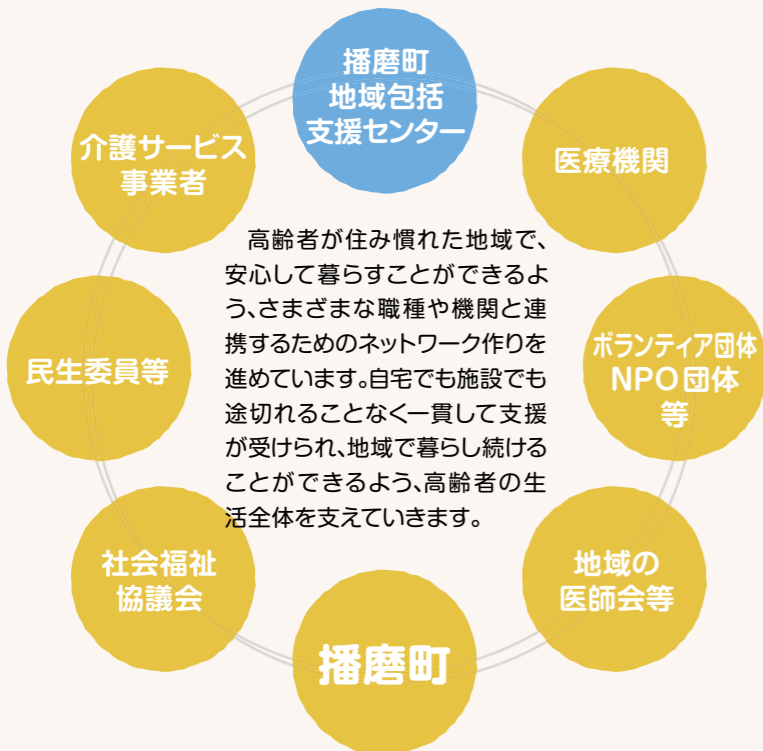 播磨町
地域包括
支援センター
介護サービス
事業者
医療機関
高齢者が住み慣れた地域で、
安心して暮らすことができるよ
う、さまざまな職種や機関と連
携するためのネットワーク作りを
進めています。自宅でも施設でも
途切れることなく一貫して支援
が受けられ、地域で暮らし続ける
ことができるよう、高齢者の生
活全体を支えていきます。
民生委員等
ボランティア団体
NPO団体
等
社会福祉
協議会
地域の
医師会等
播磨町